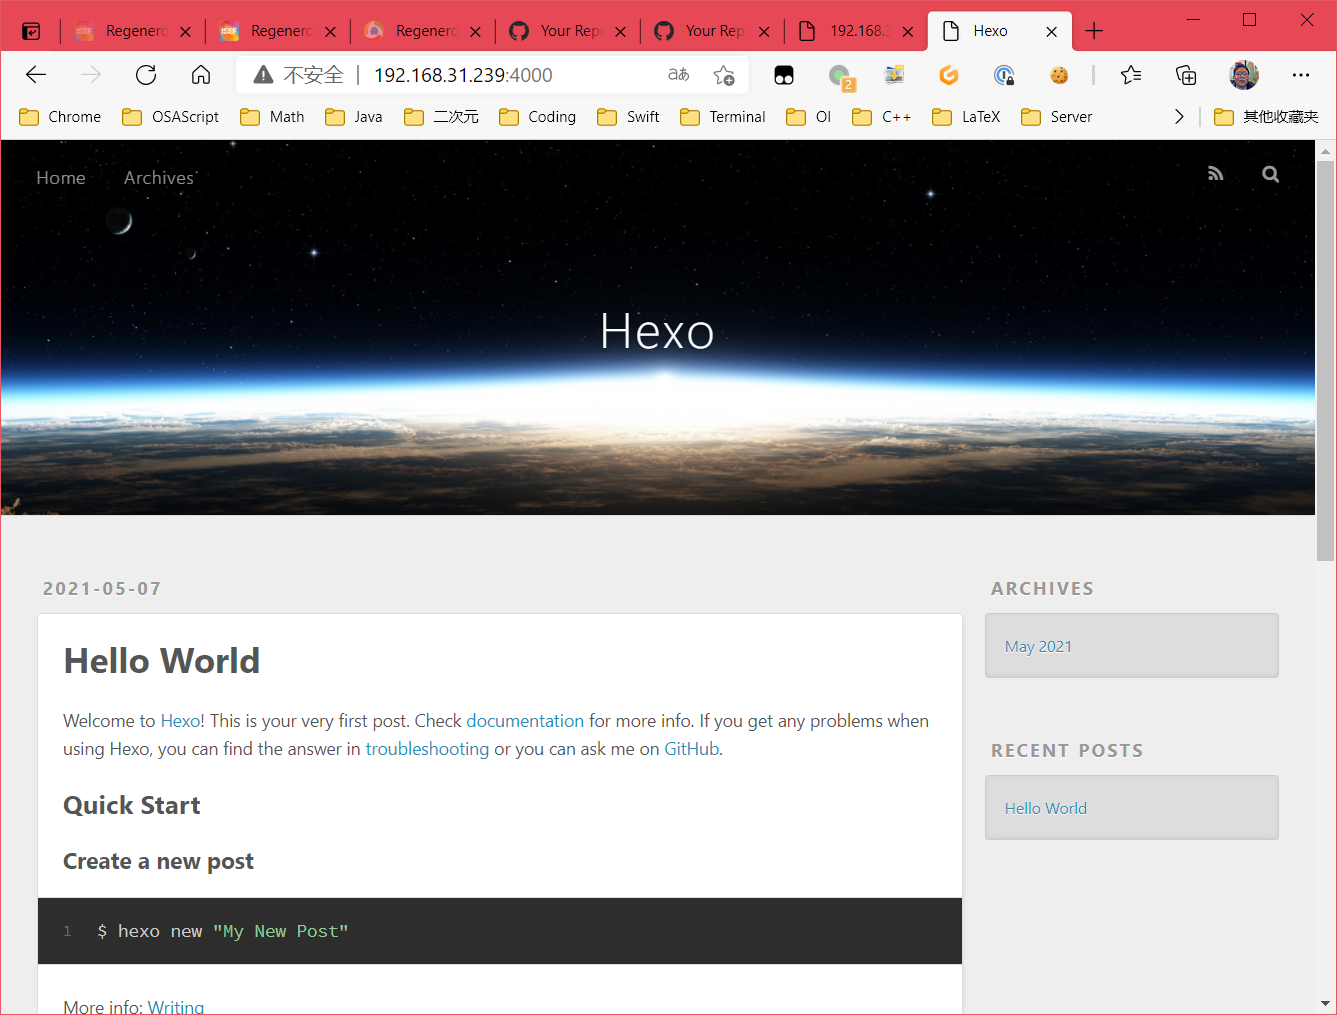 Regenerc
Regenerc
Regenerc
Your Rep
Your Rep
192.168.3
Hexo
不安全 | 192.168.31.239:4000
aあ
2
Chrome
OSAScript
Math
Java
二次元
Coding
Swift
Terminal
OI
C++
LaTeX
Server
其他收藏夹
Home
Archives
Hexo
2021-05-07
Hello World
Welcome to Hexo! This is your very first post. Check documentation for more info. If you get any problems when
using Hexo, you can find the answer in troubleshooting or you can ask me on GitHub.
Quick Start
Create a new post
1 $ hexo new "My New Post"
More info: Writing
ARCHIVES
May 2021
RECENT POSTS
Hello World